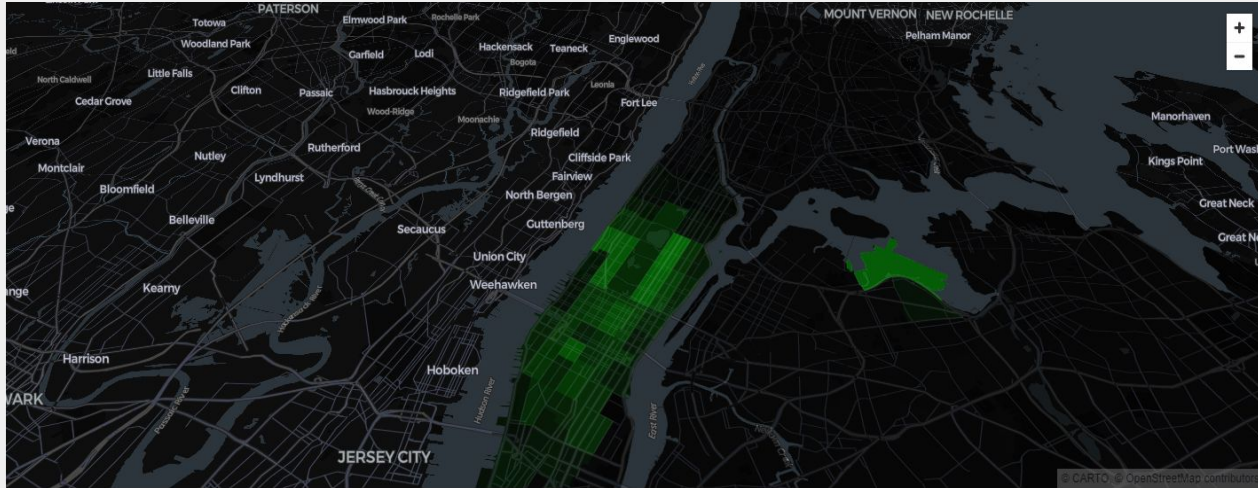 PATERSON
MOUNT VERNON
NEW ROCHELLE
Totowa
Elmwood Park
Rochelle Park
Pelham Manor
Woodland Park
Garfield
Lodi
Hackensack
Teaneck
Englewood
Bogota
North Caldwell
Little Falls
Clifton
Passaic
Hasbrouck Heights
Ridgefield Park
Leonia
Cedar Grove
Wood-Ridge
Moonachie
Fort Lee
Manorhaven
Verona
Nutley
Rutherford
Ridgefield
Cliffside Park
Port Wash
Montclair
Kings Point
Bloomfield
Lyndhurst
Fairview
North Bergen
Great Neck
Belleville
Secaucus
Guttenberg
Great Ne
Union City
Weehawken
ange
Kearny
Harrison
Hoboken
Hudson River
East River
WARK
JERSEY CITY
+
−
© CARTO, © OpenStreetMap contributor